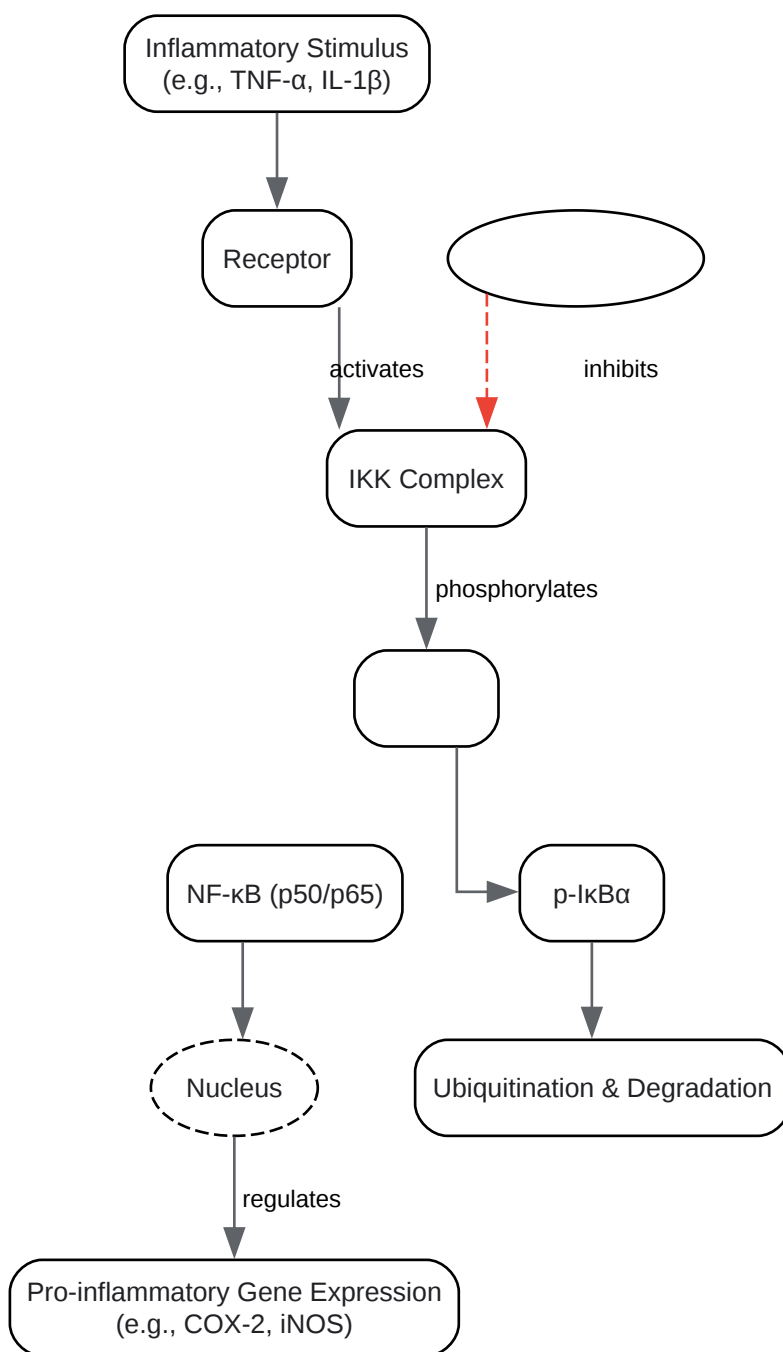 Inflammatory Stimulus
(e.g., TNF-α, IL-1β)
Receptor
activates
inhibits
IKK Complex
phosphorylates
NF-κB (p50/p65)
p-IκBα
Nucleus
Ubiquitination & Degradation
regulates
Pro-inflammatory Gene Expression
(e.g., COX-2, iNOS)